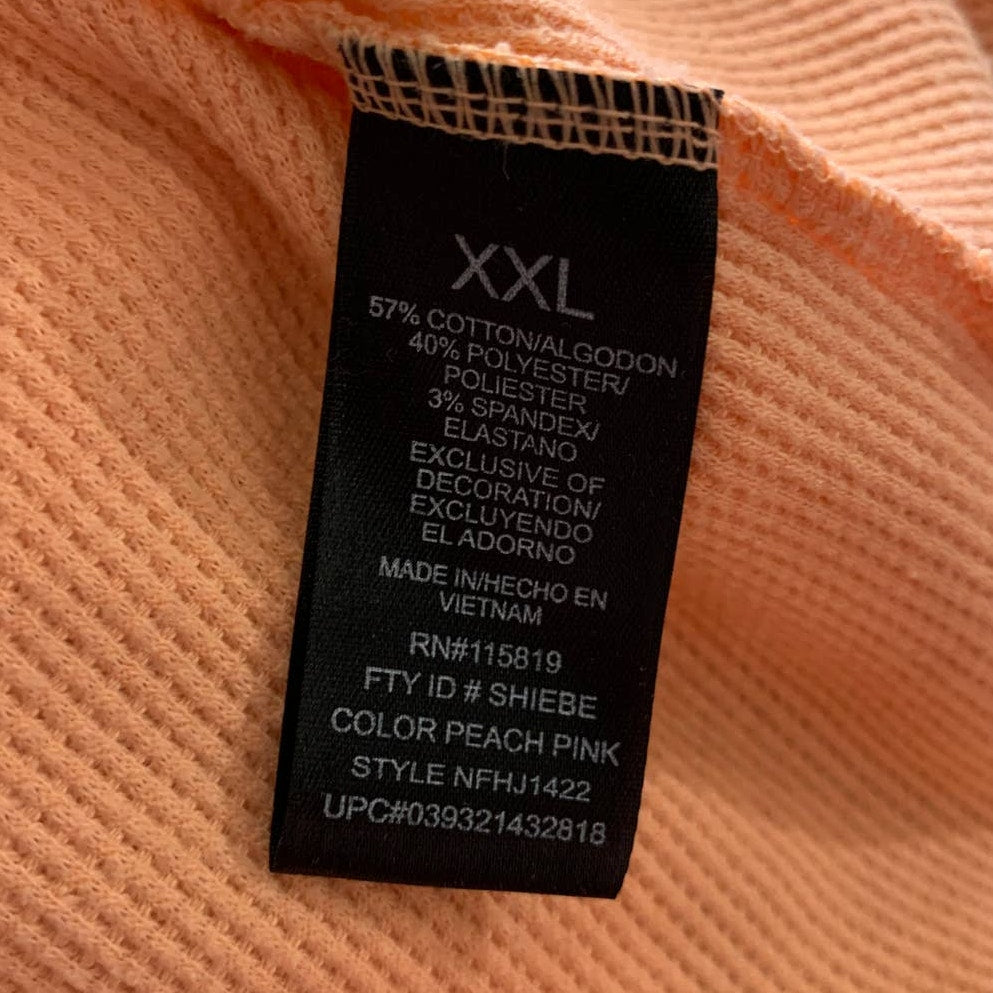 XXL
57% COTTON/ALGODON
40% POLYESTER/
POLIESTER
3% SPANDEX/
ELASTANO
EXCLUSIVE OF
DECORATION/
EXCLUYENDO
EL ADORNO
MADE IN/HECHO EN
VIETNAM
RN#115819
FTY ID # SHIEBE
COLOR PEACH PINK
STYLE NFHJ1422
UPC#039321432818